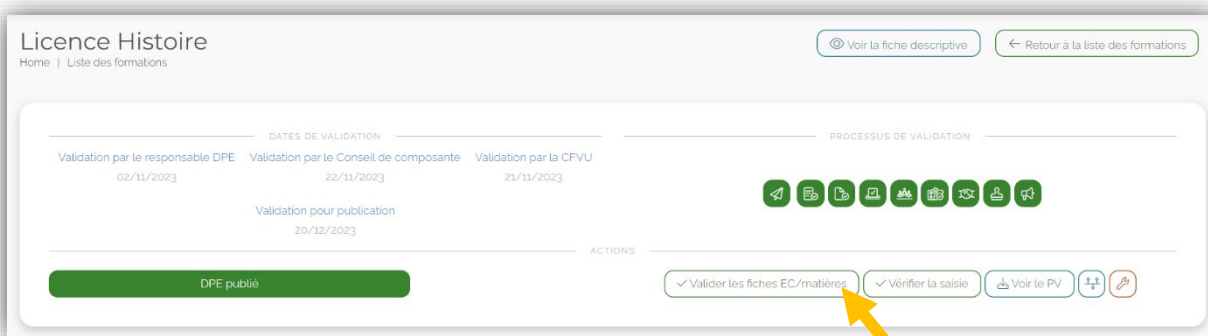 Licence Histoire
Home | Liste des formations
Voir la fiche descriptive
← Retour à la liste des formations
DATES DE VALIDATION
Validation par le responsable DPE
02/11/2023
Validation par le Conseil de composante
22/11/2023
Validation par la CFVU
21/11/2023
Validation pour publication
20/12/2023
PROCESSUS DE VALIDATION
ACTIONS
DPE publié
Valider les fiches EC/matières
Vérifier la saisie
Voir le PV